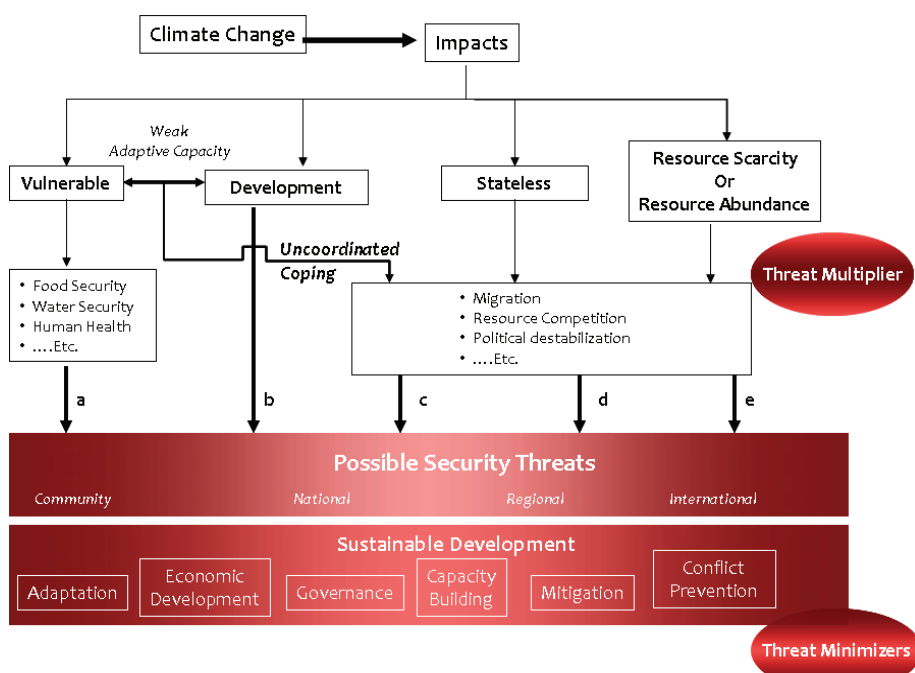 Climate Change
Impacts
Weak
Adaptive Capacity
Vulnerable
Development
Stateless
Resource Scarcity
Or
Resource Abundance
Uncoordinated
Coping
Threat Multiplier
• Food Security
• Water Security
• Human Health
• ....Etc.
• Migration
• Resource Competition
• Political destabilization
• ....Etc.
a
b
c
d
e
Possible Security Threats
Community
National
Regional
International
Sustainable Development
Adaptation
Economic
Development
Governance
Capacity
Building
Mitigation
Conflict
Prevention
Threat Minimizers